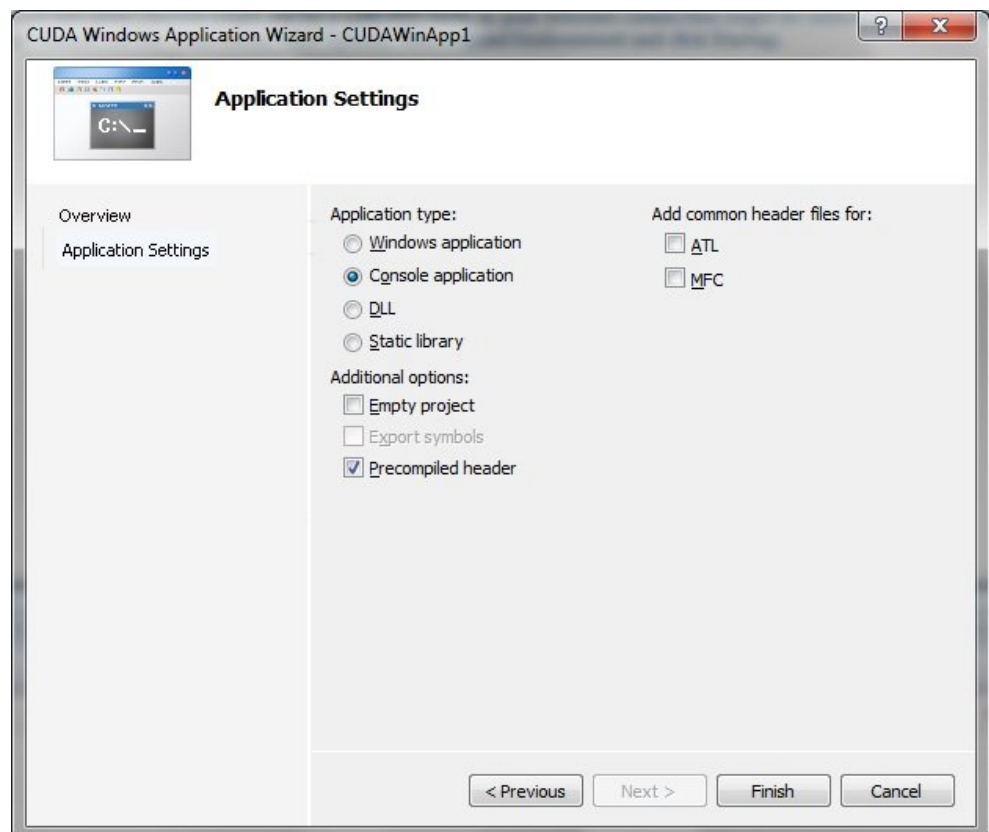 CUDA Windows Application Wizard - CUDAWinApp1
Application Settings
C:\_
Overview
Application Settings
Application type:
Windows application
Console application
DLL
Static library
Additional options:
Empty project
Export symbols
Precompiled header
Add common header files for:
ATL
MFC
< Previous
Next >
Finish
Cancel